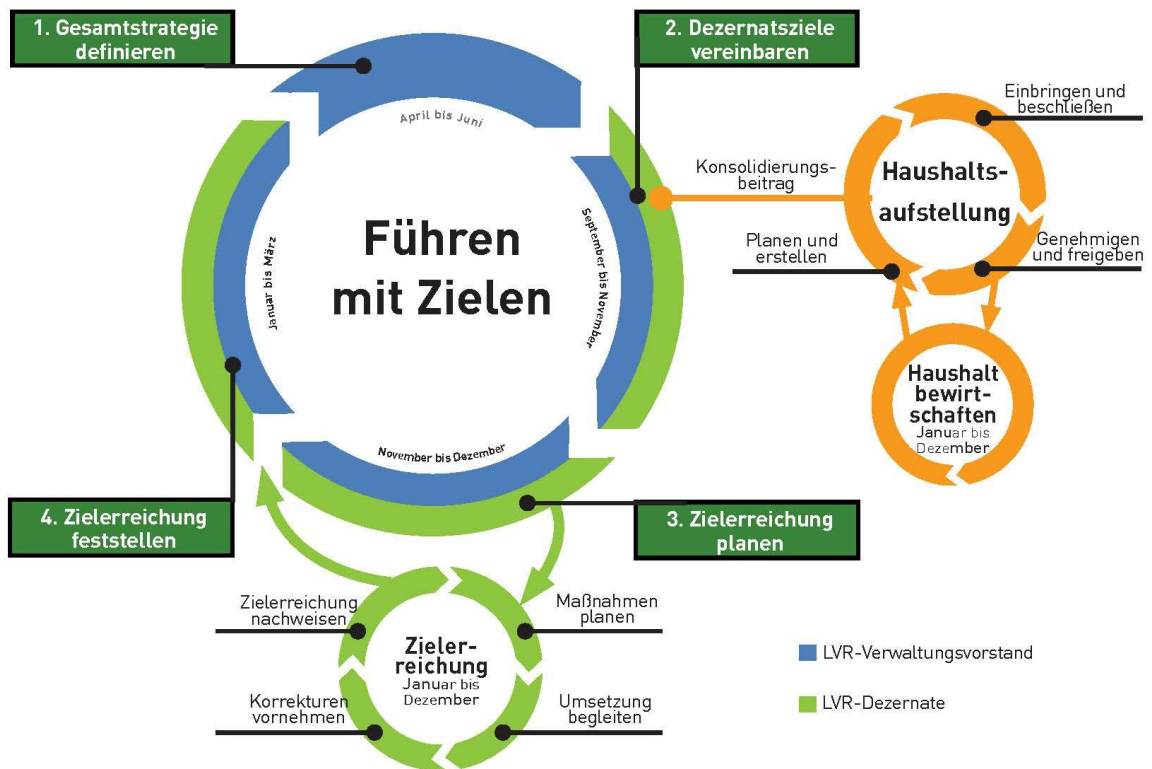 1. Gesamtstrategie
definieren
2. Dezernatsziele
vereinbaren
April bis Juni
Einbringen und
beschließen
Konsolidierungs-
beitrag
Haushalts-
aufstellung
Führen
mit Zielen
Januar bis März
September bis November
Planen und
erstellen
Genehmigen
und freigeben
Haushalt
bewirt-
schaften
Januar bis
Dezember
November bis Dezember
4. Zielerreichung
feststellen
3. Zielerreichung
planen
Zielerreichung
nachweisen
Maßnahmen
planen
Zieler-
reichung
Januar bis
Dezember
Korrekturen
vornehmen
Umsetzung
begleiten
LVR-Verwaltungsvorstand
LVR-Dezernate